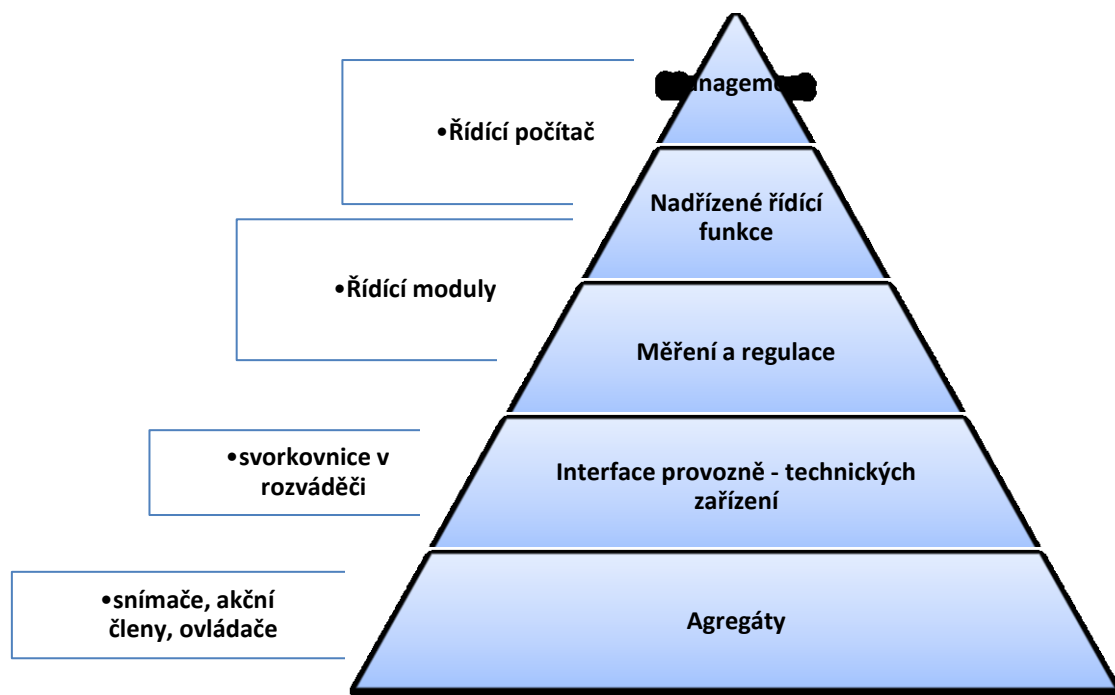 Management
•Řídící počítač
Nadřízené řídící
funkce
•Řídící moduly
Měření a regulace
•svorkovnice v
rozváděči
Interface provozně - technických
zařízení
•snímače, akční
členy, ovládače
Agregáty